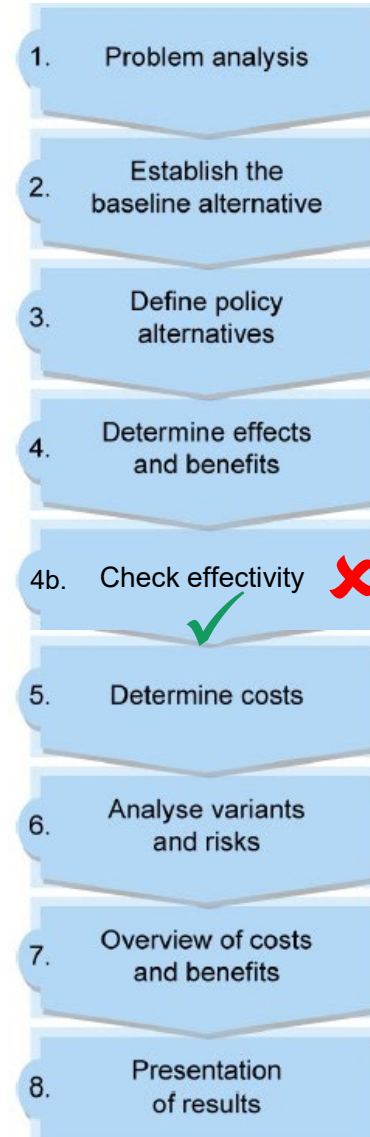 1. Problem analysis
2. Establish the
baseline alternative
3. Define policy
alternatives
4. Determine effects
and benefits
4b. Check effectivity
5. Determine costs
6. Analyse variants
and risks
7. Overview of costs
and benefits
8. Presentation
of results